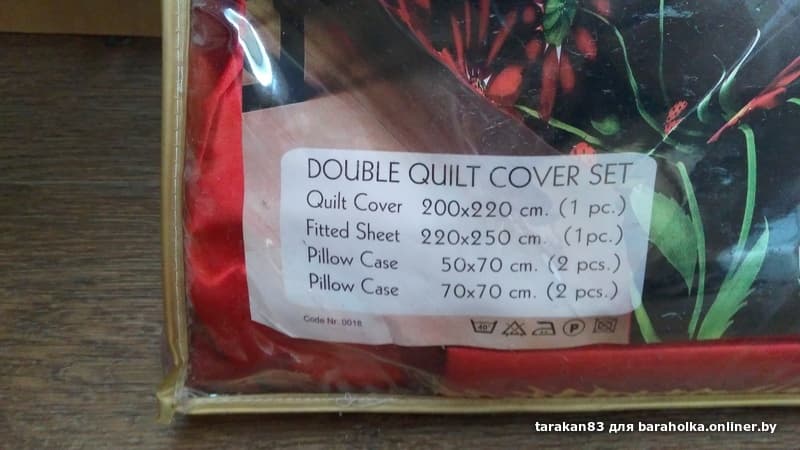 DOUBLE QUILT COVER SET
Quilt Cover 200x220 cm. (1 pc.)
Fitted Sheet 220x250 cm. (1pc.)
Pillow Case 50x70 cm. (2 pcs.)
Pillow Case 70x70 cm. (2 pcs.)
Code Nr. 0018
40° P
tarakan83 для baraholka.onliner.by